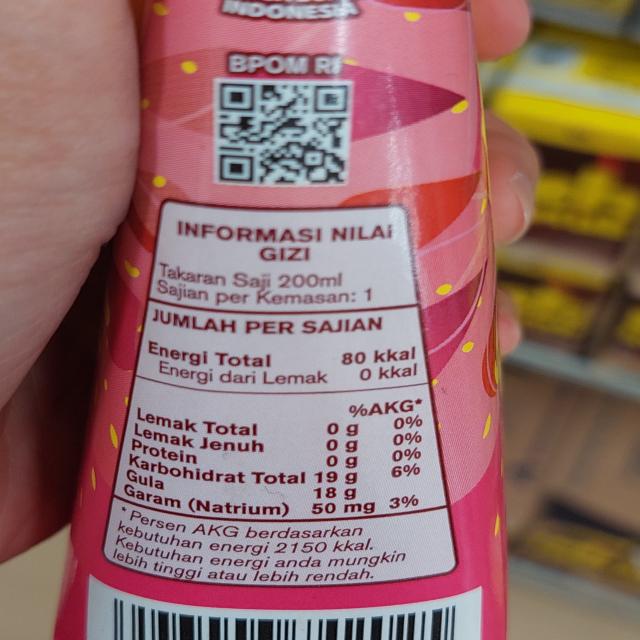 INDONESIA
BPOM RI
INFORMASI NILAI
GIZI
Takaran Saji 200ml
Sajian per Kemasan: 1
JUMLAH PER SAJIAN
Energi Total 80 kkal
Energi dari Lemak 0 kkal
%AKG*
Lemak Total 0 g 0%
Lemak Jenuh 0 g 0%
Protein 0 g 0%
Karbohidrat Total 19 g 6%
Gula 18 g
Garam (Natrium) 50 mg 3%
*Persen AKG berdasarkan
kebutuhan energi 2150 kkal.
Kebutuhan energi anda mungkin
lebih tinggi atau lebih rendah.